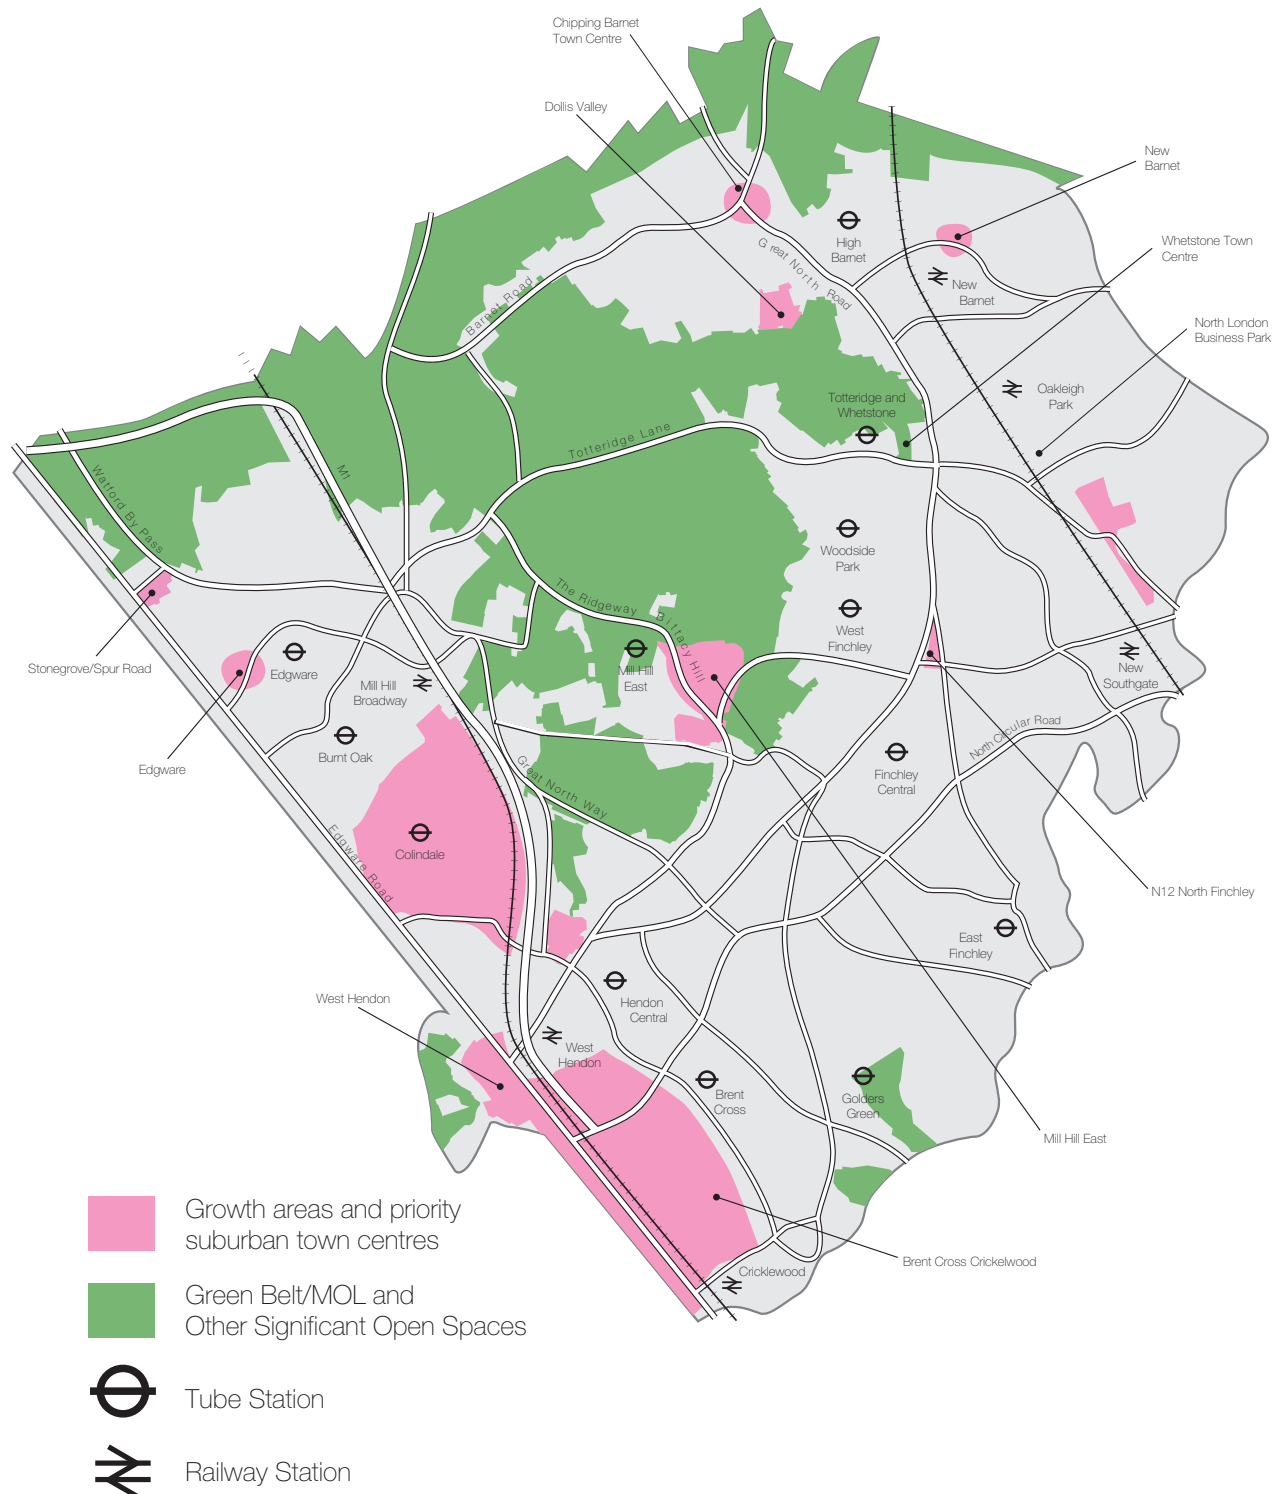 Chipping Barnet
Town Centre
Dollis Valley
New
Barnet
Whetstone Town
Centre
North London
Business Park
High
Barnet
Great North Road
New
Barnet
Barnet Road
Oakleigh
Park
Totteridge and
Whetstone
Totteridge Lane
M1
Watford By Pass
Woodside
Park
The Ridgeway
Bittacy Hill
West
Finchley
Stonegrove/Spur Road
Edgware
Mill Hill
Broadway
Mill Hill
East
New
Southgate
North Circular Road
Edgware
Burnt Oak
Great North Way
Finchley
Central
Colindale
Edgware Road
N12 North Finchley
East
Finchley
West Hendon
Hendon
Central
West
Hendon
Brent
Cross
Golders
Green
Mill Hill East
Brent Cross Crickelwood
Cricklewood
Growth areas and priority
suburban town centres
Green Belt/MOL and
Other Significant Open Spaces
Tube Station
Railway Station